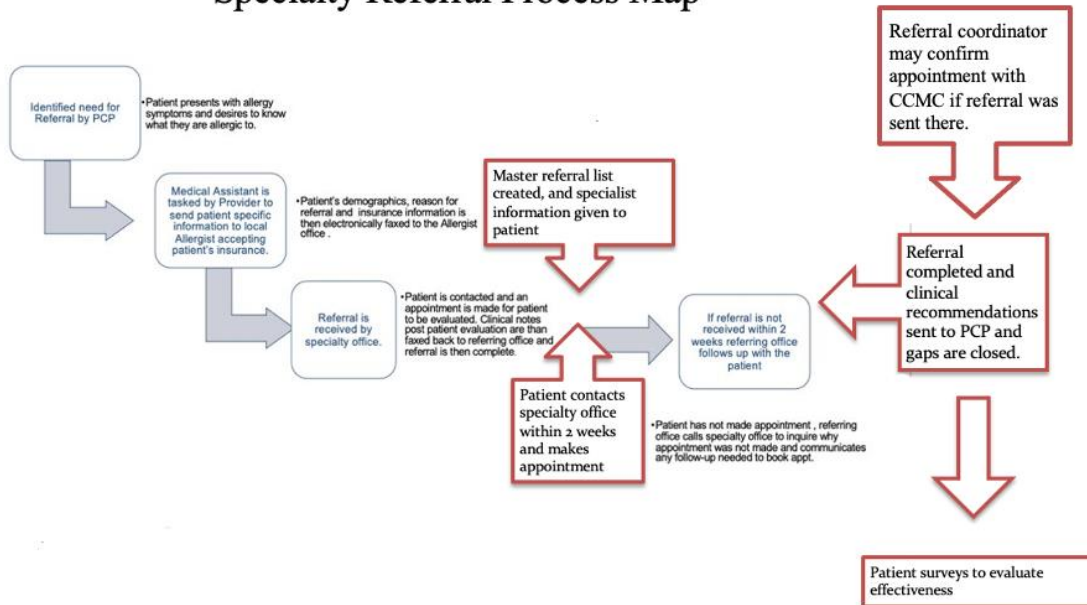 Specialty Referral Process Map
Identified need for
Referral by PCP
•Patient presents with allergy
symptoms and desires to know
what they are allergic to.
Medical Assistant is
tasked by Provider to
send patient specific
information to local
Allergist accepting
patient's insurance.
•Patient's demographics, reason for
referral and insurance information is
then electronically faxed to the Allergist
office .
Referral is
received by
specialty office.
•Patient is contacted and an
appointment is made for patient
to be evaluated. Clinical notes
post patient evaluation are than
faxed back to referring office and
referral is then complete.
Master referral list
created, and specialist
information given to
patient
Patient contacts
specialty office
within 2 weeks
and makes
appointment
If referral is not
received within 2
weeks referring office
follows up with the
patient
•Patient has not made appointment , referring
office calls specialty office to inquire why
appointment was not made and communicates
any follow-up needed to book appt.
Referral coordinator
may confirm
appointment with
CCMC if referral was
sent there.
Referral
completed and
clinical
recommendations
sent to PCP and
gaps are closed.
Patient surveys to evaluate
effectiveness